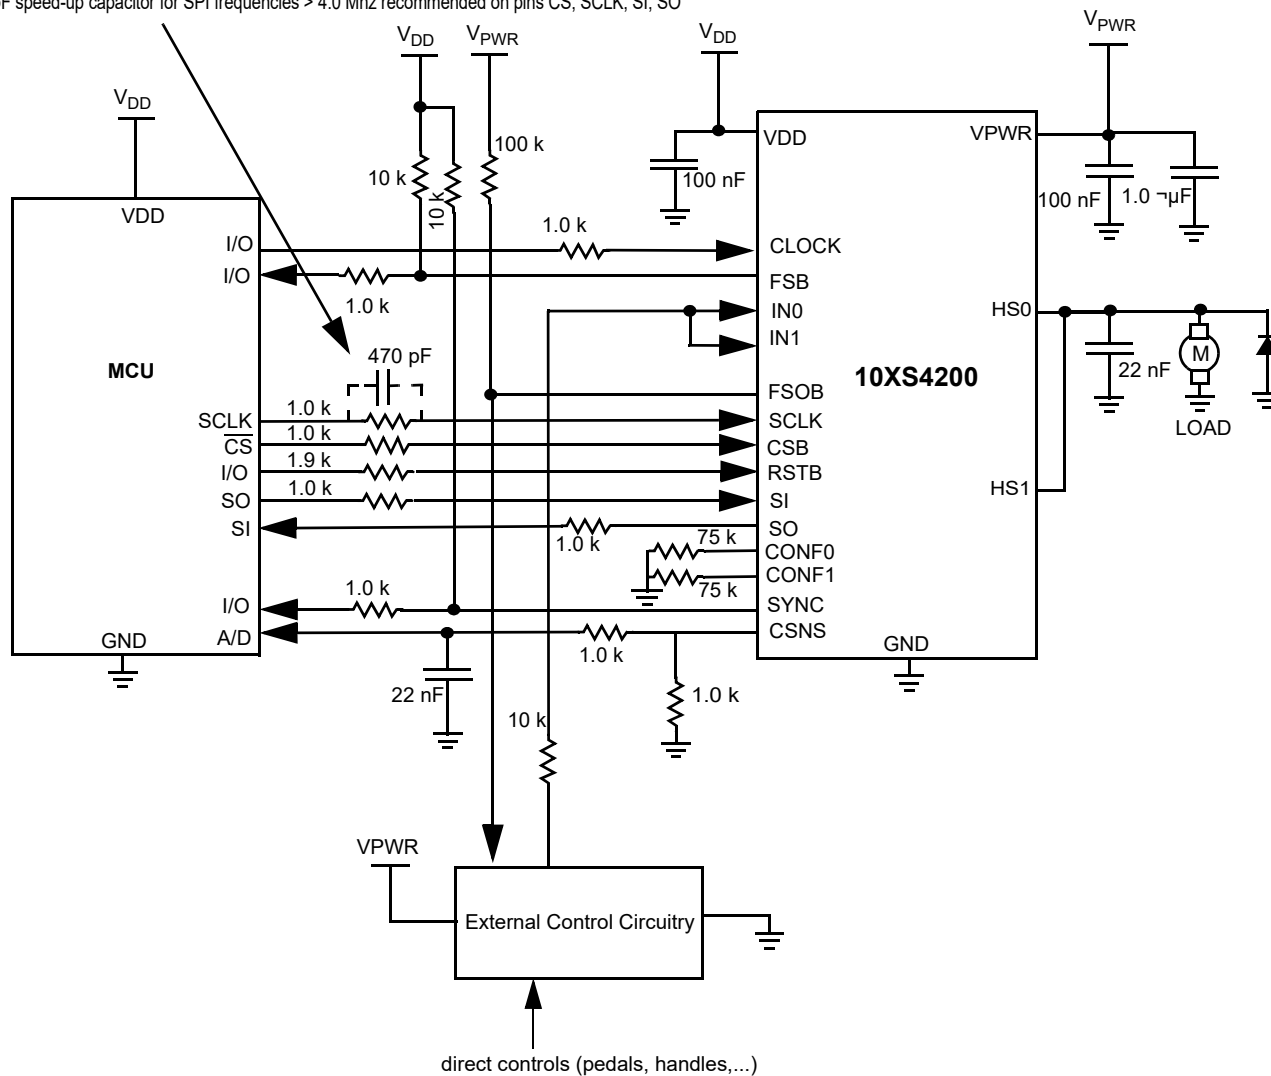 speed-up capacitor for SPI frequencies > 4.0 Mhz recommended on pins CS, SCLK, SI, SO
VDD
VPWR
VDD
VPWR
VDD
100 k
10 k
10 k
VDD
100 nF
VPWR
100 nF
1.0 ¬µF
VDD
I/O
1.0 k
CLOCK
I/O
1.0 k
FSB
IN0
IN1
HS0
MCU
470 pF
10XS4200
22 nF
M
LOAD
FSOB
SCLK
1.0 k
SCLK
CS
1.0 k
CSB
I/O
1.9 k
RSTB
SO
1.0 k
SI
HS1
SI
1.0 k
SO
75 k
CONF0
75 k
CONF1
I/O
1.0 k
SYNC
A/D
1.0 k
CSNS
GND
GND
22 nF
1.0 k
10 k
VPWR
External Control Circuitry
direct controls (pedals, handles,...)